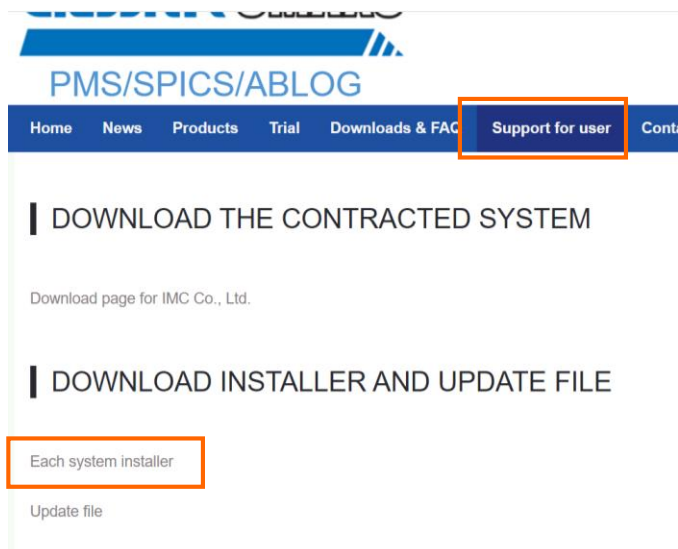 PMS/SPICS/ABLOG
Home News Products Trial Downloads & FAQ Support for user Conta
DOWNLOAD THE CONTRACTED SYSTEM
Download page for IMC Co., Ltd.
DOWNLOAD INSTALLER AND UPDATE FILE
Each system installer
Update file